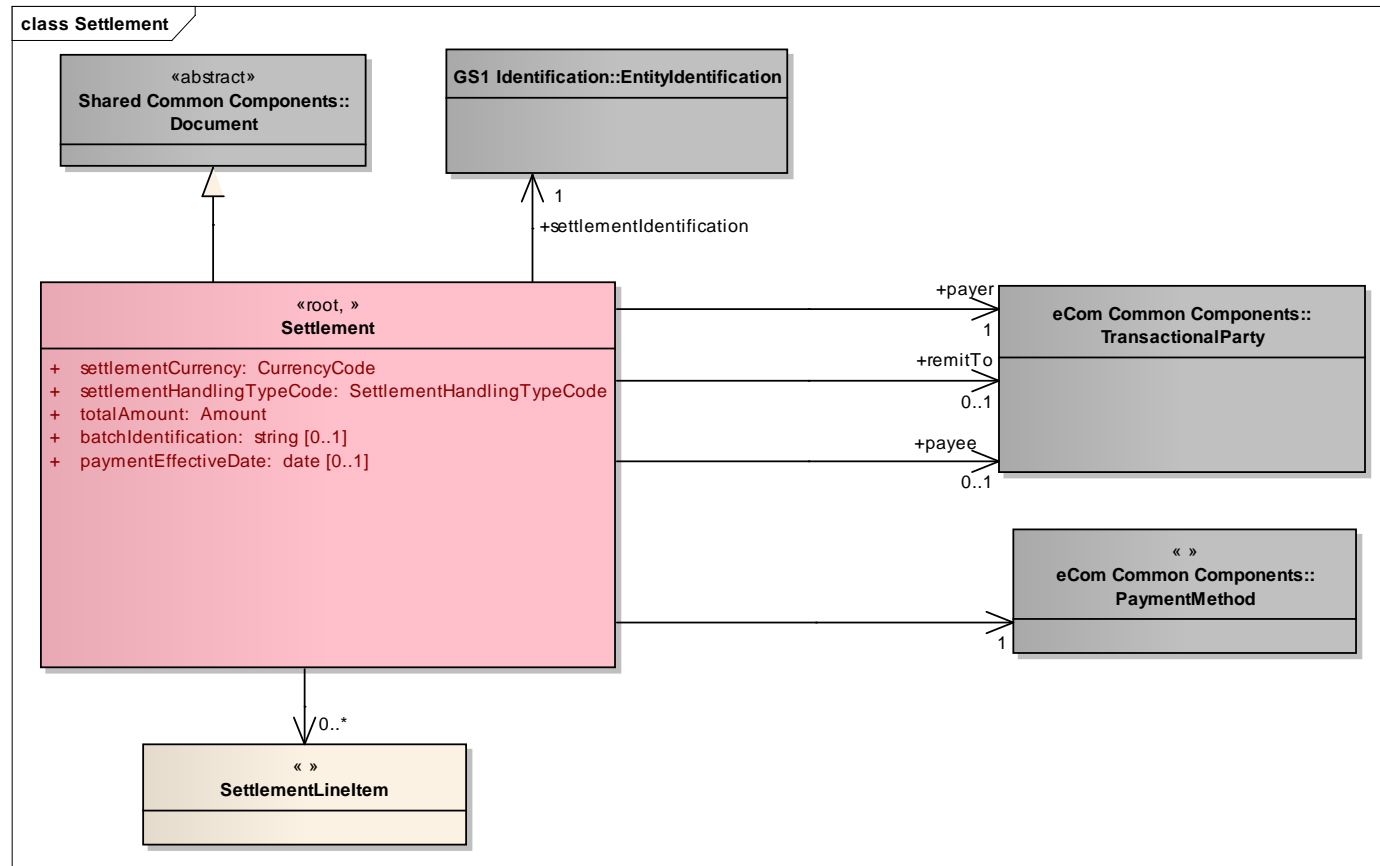 class Settlement
«abstract»
Shared Common Components::
Document
GS1 Identification::EntityIdentification
1
+settlementIdentification
«root, »
Settlement
+ settlementCurrency: CurrencyCode
+ settlementHandlingTypeCode: SettlementHandlingTypeCode
+ totalAmount: Amount
+ batchIdentification: string [0..1]
+ paymentEffectiveDate: date [0..1]
+payer
1
+remitTo
0..1
+payee
0..1
eCom Common Components::
TransactionalParty
« »
eCom Common Components::
PaymentMethod
1
0..*
« »
SettlementLineItem